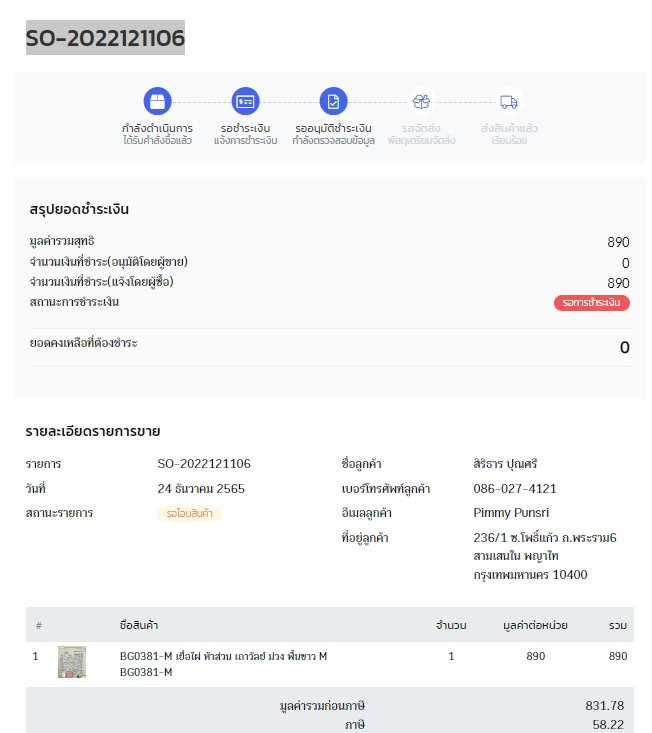 SO-2022121106
กำลังดำเนินการ
ได้รับคำสั่งซื้อแล้ว
รอชำระเงิน
แจ้งการชำระเงิน
รออนุมัติชำระเงิน
กำลังตรวจสอบข้อมูล
รอจัดส่ง
พัสดุเตรียมจัดส่ง
ส่งสินค้าแล้ว
เรียบร้อย
สรุปยอดชำระเงิน
มูลค่ารวมสุทธิ 890
จำนวนเงินที่ชำระ(อนุมัติโดยผู้ขาย) 0
จำนวนเงินที่ชำระ(แจ้งโดยผู้ซื้อ) 890
สถานะการชำระเงิน รอการชำระเงิน
ยอดคงเหลือที่ต้องชำระ 0
รายละเอียดรายการขาย
รายการ SO-2022121106 ชื่อลูกค้า สิริธาร ปุณศรี
วันที่ 24 ธันวาคม 2565 เบอร์โทรศัพท์ลูกค้า 086-027-4121
สถานะรายการ รอโอนสินค้า อีเมลลูกค้า Pimmy Punsri
ที่อยู่ลูกค้า 236/1 ซ.โพธิ์แก้ว ถ.พระราม6
สามเสนใน พญาไท
กรุงเทพมหานคร 10400
# ชื่อสินค้า จำนวน มูลค่าต่อหน่วย รวม
1 BG0381-M เยื่อไผ่ ห้าส่วน เถาวัลย์ ม่วง พื้นขาว M 1 890 890
BG0381-M
มูลค่ารวมก่อนภาษี 831.78
ภาษี 58.22